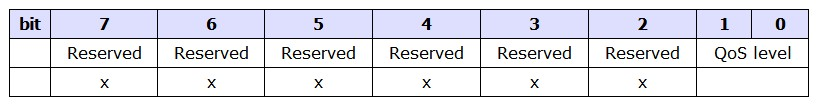 bit 7 6 5 4 3 2 1 0
Reserved Reserved Reserved Reserved Reserved Reserved QoS level
x x x x x x